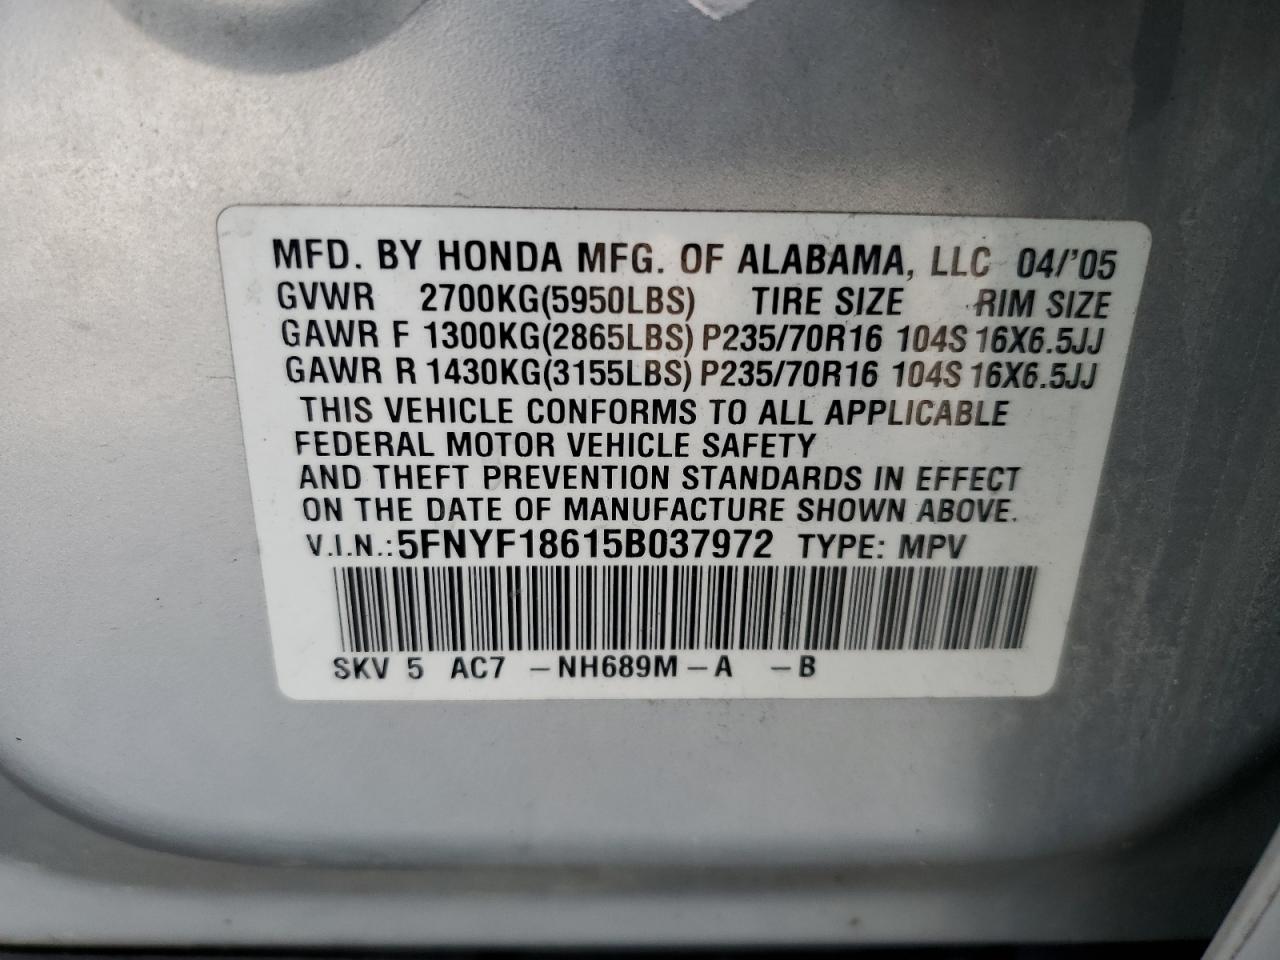 MFD. BY HONDA MFG. OF ALABAMA, LLC 04/'05
GVWR 2700KG(5950LBS) TIRE SIZE RIM SIZE
GAWR F 1300KG(2865LBS) P235/70R16 104S 16X6.5JJ
GAWR R 1430KG(3155LBS) P235/70R16 104S 16X6.5JJ
THIS VEHICLE CONFORMS TO ALL APPLICABLE
FEDERAL MOTOR VEHICLE SAFETY
AND THEFT PREVENTION STANDARDS IN EFFECT
ON THE DATE OF MANUFACTURE SHOWN ABOVE.
V.I.N.: 5FNYF18615B037972 TYPE: MPV
SKV 5 AC7 -NH689M-A -B